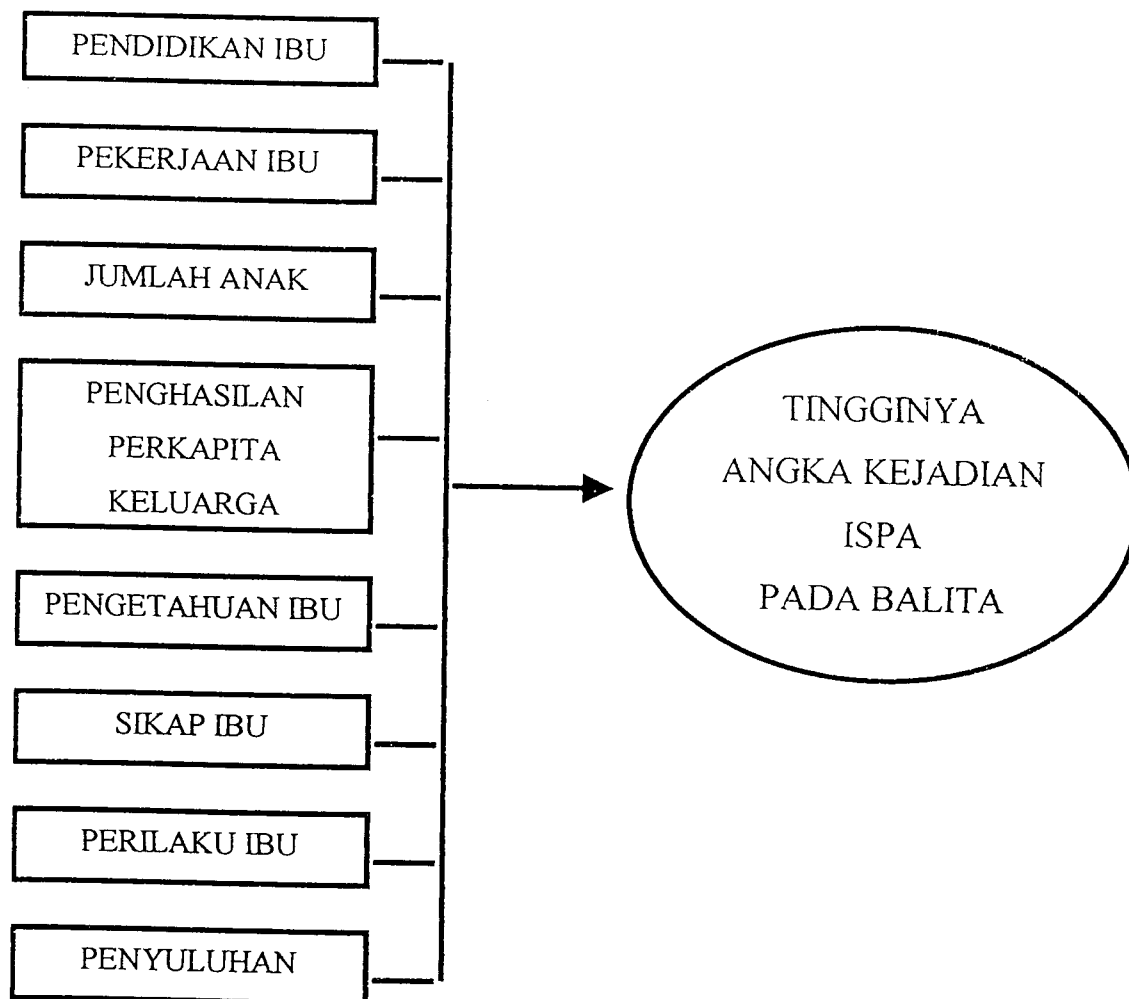 PENDIDIKAN IBU
PEKERJAAN IBU
JUMLAH ANAK
PENGHASILAN
PERKAPITA
KELUARGA
PENGETAHUAN IBU
SIKAP IBU
PERILAKU IBU
PENYULUHAN
TINGGINYA
ANGKA KEJADIAN
ISPA
PADA BALITA